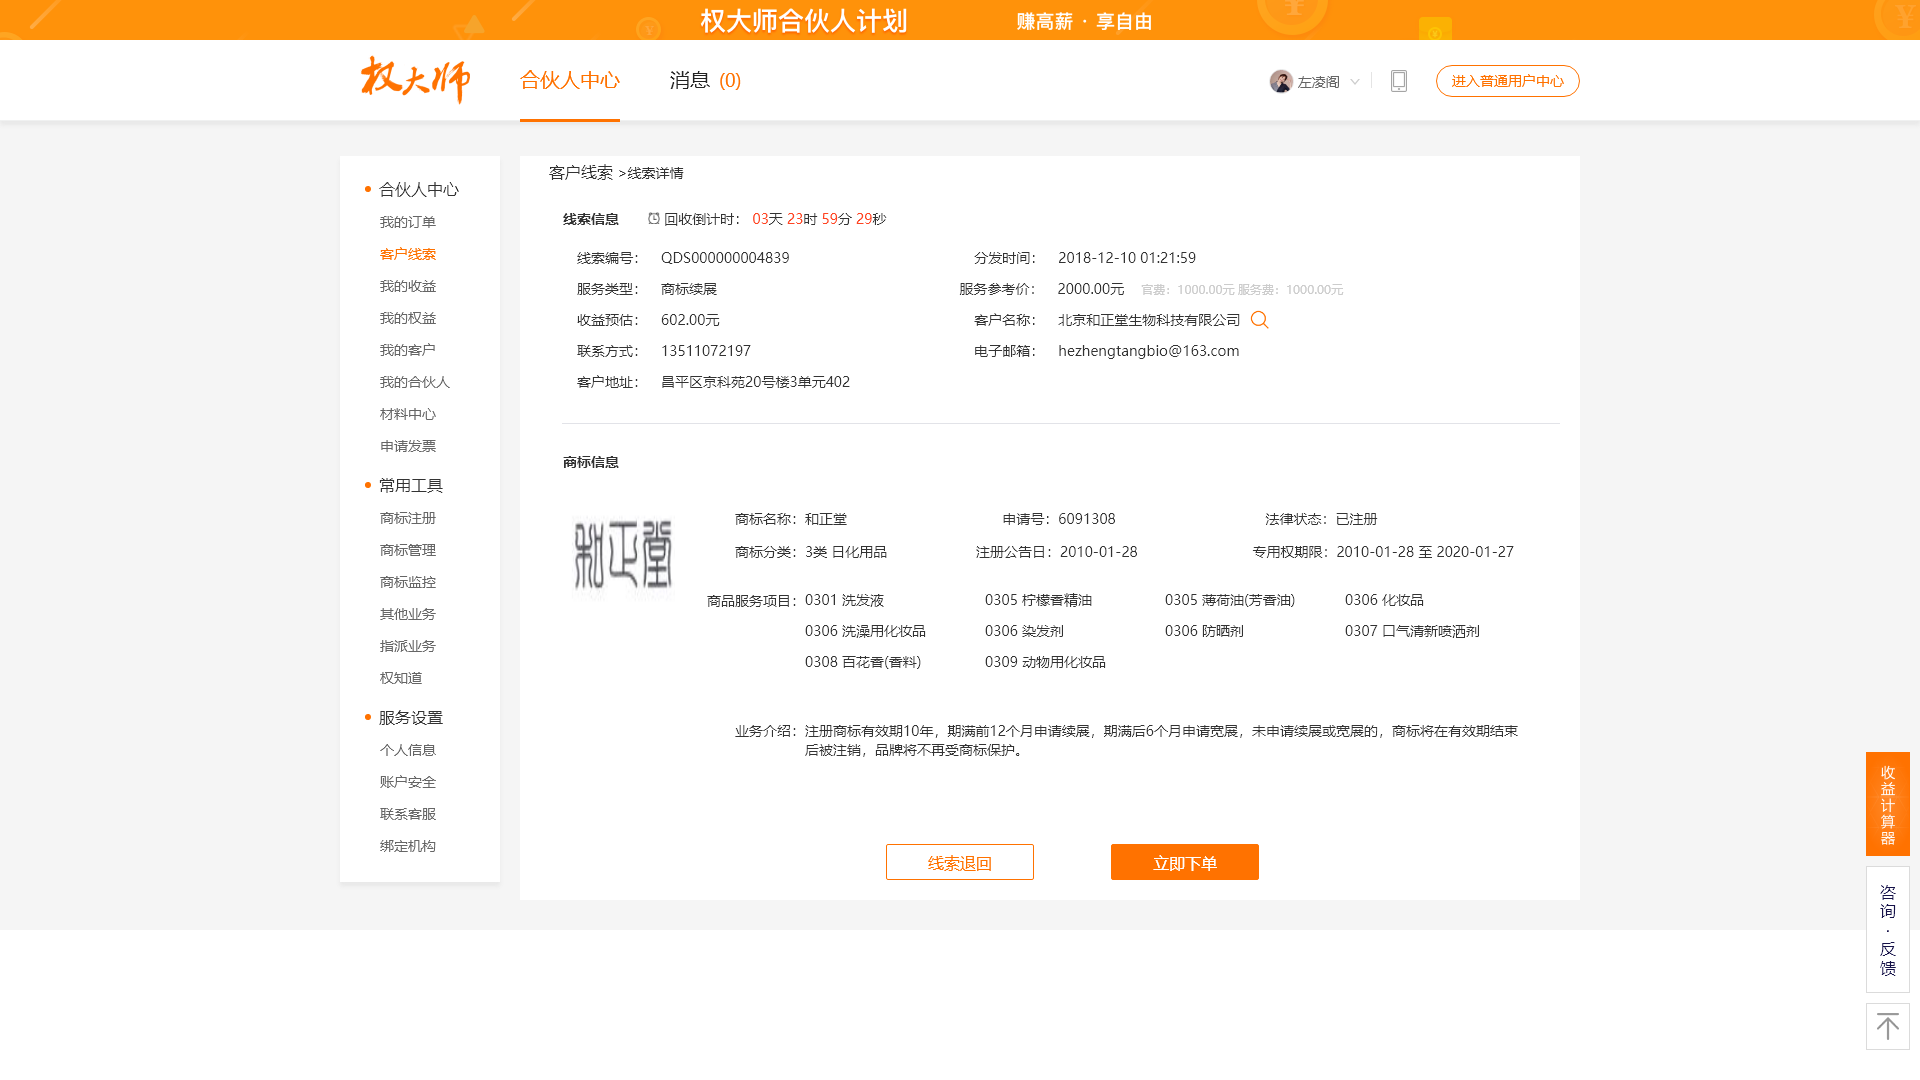 权大师合伙人计划 赚高薪 · 享自由
权大师 合伙人中心 消息 (0) 左凌阁 进入普通用户中心
合伙人中心
我的订单
客户线索
我的收益
我的权益
我的客户
我的合伙人
材料中心
申请发票
常用工具
商标注册
商标管理
商标监控
其他业务
指派业务
权知道
服务设置
个人信息
账户安全
联系客服
绑定机构
客户线索 >线索详情
线索信息 回收倒计时： 03天 23时 59分 29秒
线索编号： QDS000000004839 分发时间： 2018-12-10 01:21:59
服务类型： 商标续展 服务参考价： 2000.00元 官费：1000.00元 服务费：1000.00元
收益预估： 602.00元 客户名称： 北京和正堂生物科技有限公司
联系方式： 13511072197 电子邮箱： hezhengtangbio@163.com
客户地址： 昌平区京科苑20号楼3单元402
商标信息
和正堂
商标名称：和正堂 申请号：6091308 法律状态：已注册
商标分类：3类 日化用品 注册公告日：2010-01-28 专用权期限：2010-01-28 至 2020-01-27
商品服务项目：0301 洗发液 0305 柠檬香精油 0305 薄荷油(芳香油) 0306 化妆品
0306 洗澡用化妆品 0306 染发剂 0306 防晒剂 0307 口气清新喷洒剂
0308 百花香(香料) 0309 动物用化妆品
业务介绍：注册商标有效期10年，期满前12个月申请续展，期满后6个月申请宽展，未申请续展或宽展的，商标将在有效期结束
后被注销，品牌将不再受商标保护。
线索退回 立即下单
收益计算器
咨询·反馈